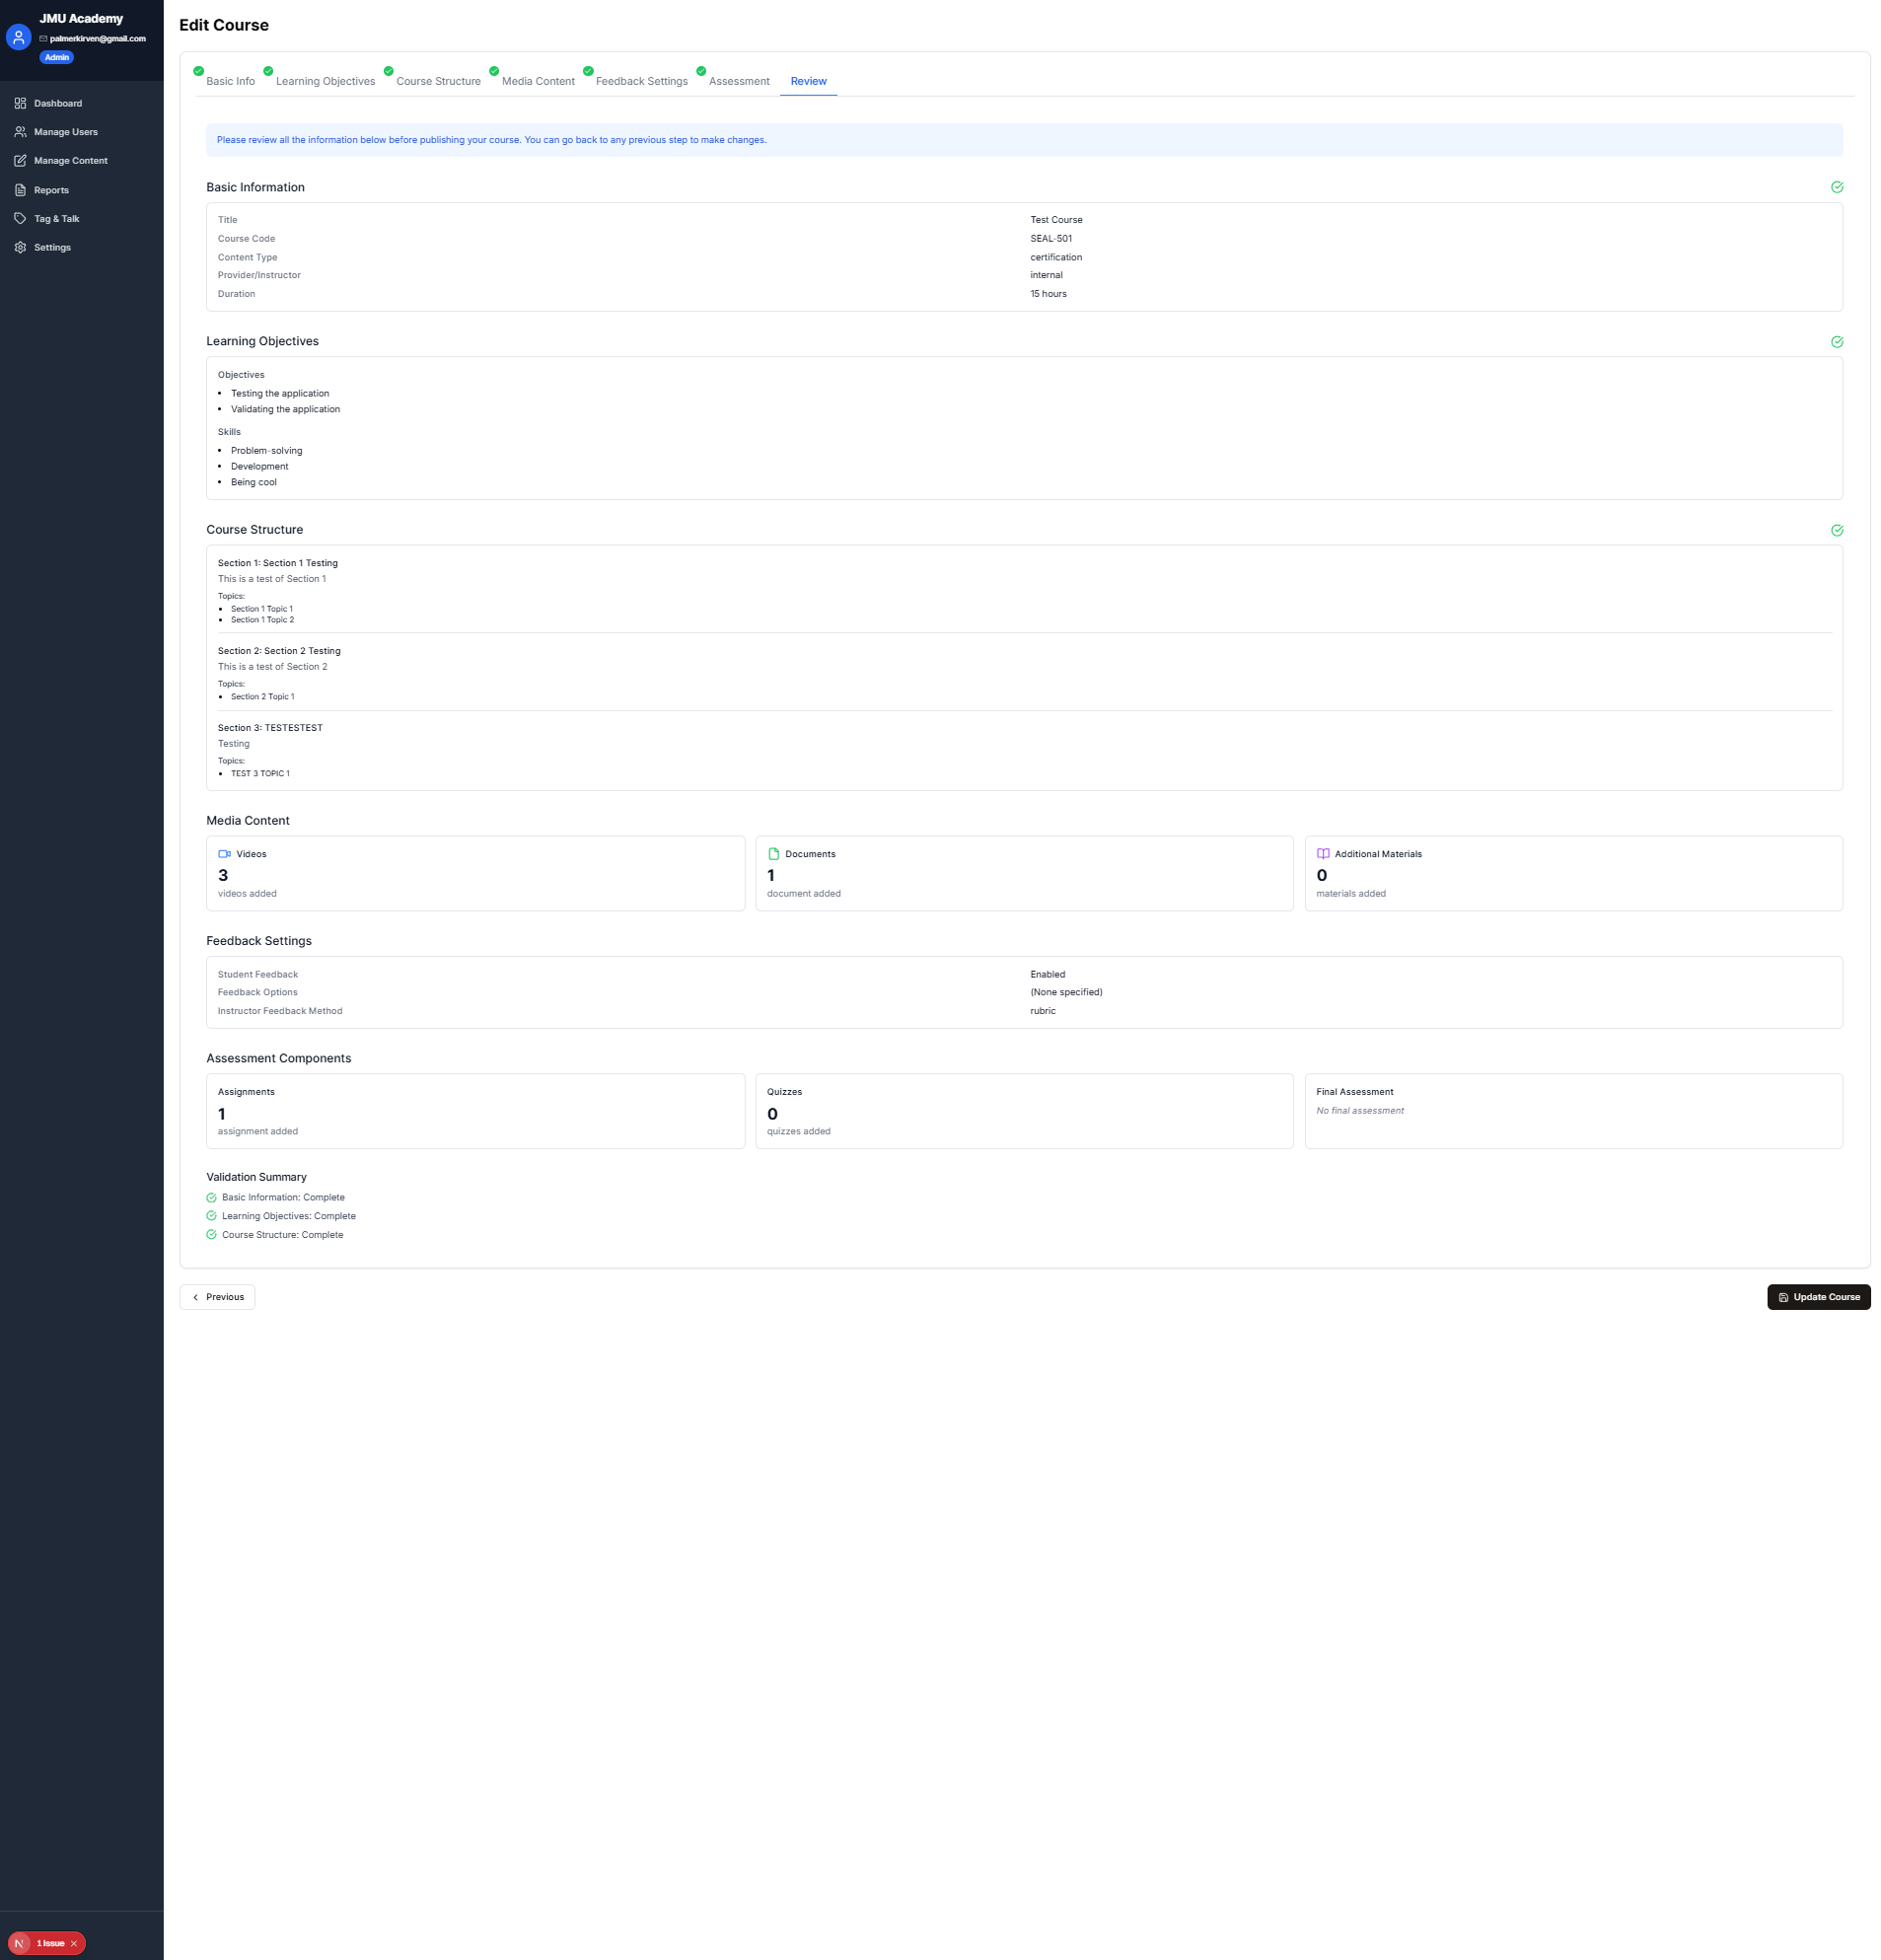 JMU Academy
palmerkirven@gmail.com
Admin
Dashboard
Manage Users
Manage Content
Reports
Tag & Talk
Settings
Edit Course
Basic Info
Learning Objectives
Course Structure
Media Content
Feedback Settings
Assessment
Review
Please review all the information below before publishing your course. You can go back to any previous step to make changes.
Basic Information
Title Test Course
Course Code SEAL-501
Content Type certification
Provider/Instructor internal
Duration 15 hours
Learning Objectives
Objectives
Testing the application
Validating the application
Skills
Problem-solving
Development
Being cool
Course Structure
Section 1: Section 1 Testing
This is a test of Section 1
Topics:
Section 1 Topic 1
Section 1 Topic 2
Section 2: Section 2 Testing
This is a test of Section 2
Topics:
Section 2 Topic 1
Section 3: TESTESTEST
Testing
Topics:
TEST 3 TOPIC 1
Media Content
Videos
3
videos added
Documents
1
document added
Additional Materials
0
materials added
Feedback Settings
Student Feedback Enabled
Feedback Options (None specified)
Instructor Feedback Method rubric
Assessment Components
Assignments
1
assignment added
Quizzes
0
quizzes added
Final Assessment
No final assessment
Validation Summary
Basic Information: Complete
Learning Objectives: Complete
Course Structure: Complete
Previous
Update Course
N 1 Issue